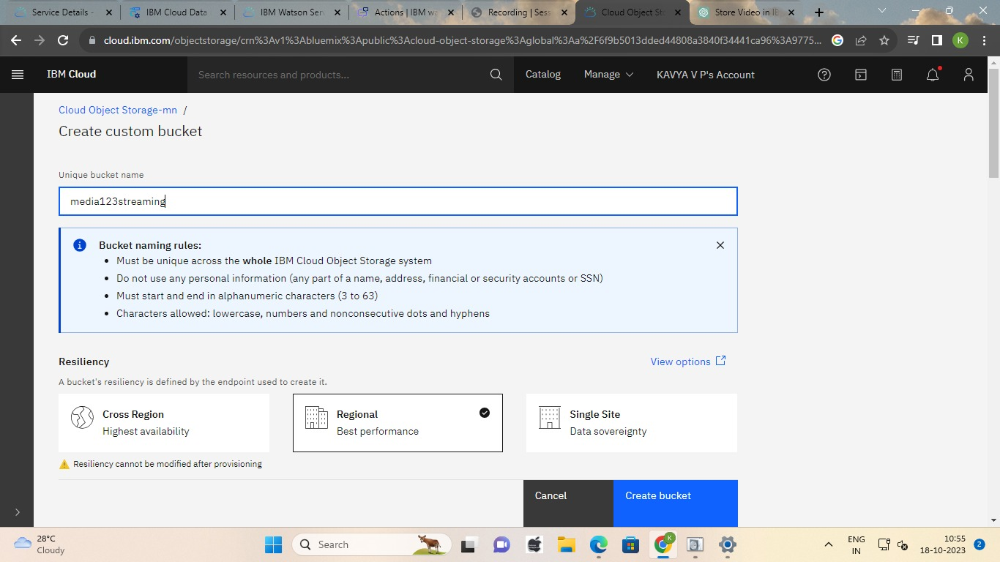 Service Details -
IBM Cloud Data
IBM Watson Ser
Actions | IBM wa
Recording | Sess
Cloud Object Sto
Store Video in IB
cloud.ibm.com/objectstorage/crn%3Av1%3Abluemix%3Apublic%3Acloud-object-storage%3Aglobal%3Aa%2F6f9b5013dded44808a3840f34441ca96%3A9775...
K
IBM Cloud
Search resources and products...
Catalog
Manage
KAVYA V P's Account
Cloud Object Storage-mn /
Create custom bucket
Unique bucket name
media123streaming
Bucket naming rules:
• Must be unique across the whole IBM Cloud Object Storage system
• Do not use any personal information (any part of a name, address, financial or security accounts or SSN)
• Must start and end in alphanumeric characters (3 to 63)
• Characters allowed: lowercase, numbers and nonconsecutive dots and hyphens
Resiliency
View options
A bucket's resiliency is defined by the endpoint used to create it.
Cross Region
Highest availability
Regional
Best performance
Single Site
Data sovereignty
Resiliency cannot be modified after provisioning
Cancel
Create bucket
28°C
Cloudy
Search
K
ENG
IN
10:55
18-10-2023
2